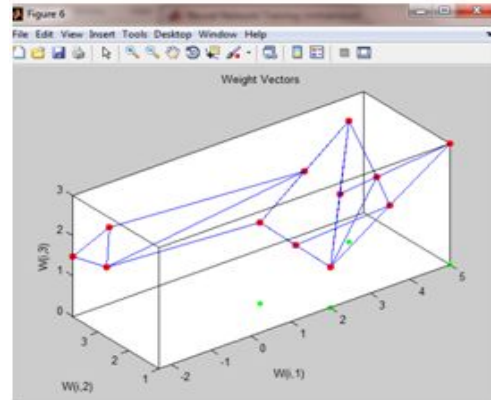 Figure 6
File Edit View Insert Tools Desktop Window Help
Weight Vectors
3
2
1
0
W(i,3)
3
2
1
W(i,2)
-2
-1
0
1
2
3
4
5
W(i,1)